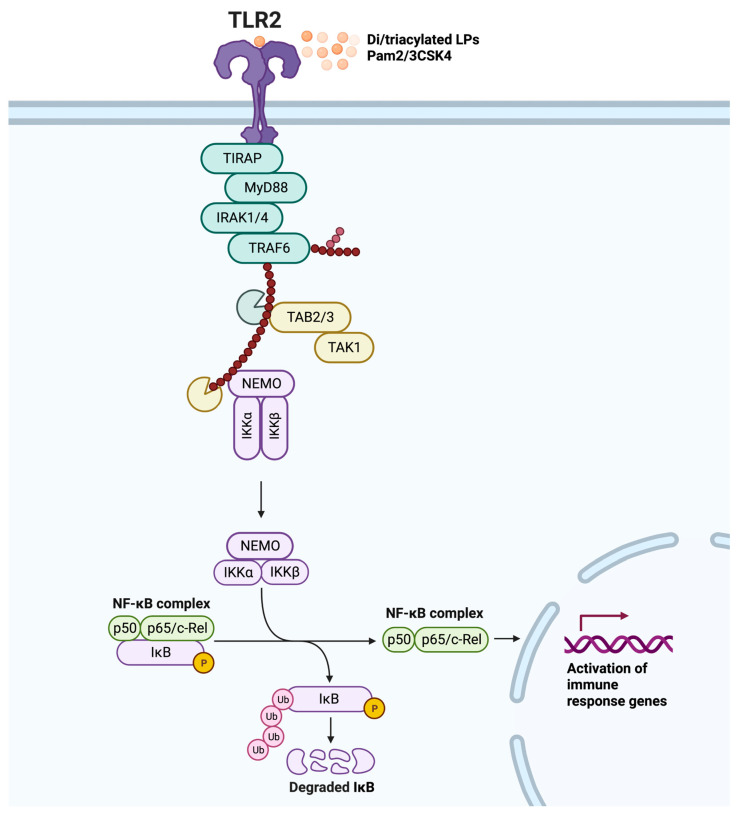 TLR2
Di/triacylated LPs
Pam2/3CSK4
TIRAP
MyD88
IRAK1/4
TRAF6
TAB2/3
TAK1
NEMO
IKKα
IKKβ
NEMO
IKKα
IKKβ
NF-κB complex
p50
p65/c-Rel
IκB
P
NF-κB complex
p50
p65/c-Rel
Activation of
immune
response genes
IκB
P
Ub
Ub
Ub
Ub
Degraded IκB